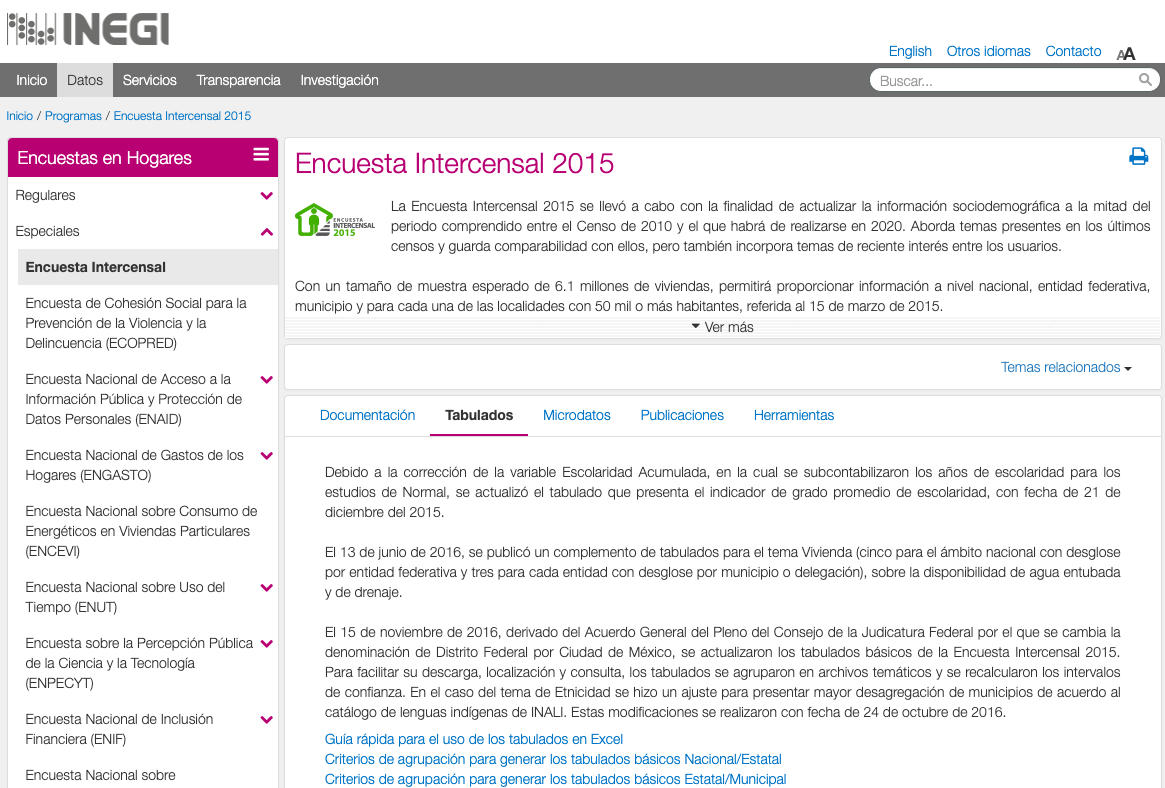 INEGI
English Otros idiomas Contacto AA
Inicio Datos Servicios Transparencia Investigación Buscar...
Inicio / Programas / Encuesta Intercensal 2015
Encuestas en Hogares
Regulares
Especiales
Encuesta Intercensal
Encuesta de Cohesión Social para la
Prevención de la Violencia y la
Delincuencia (ECOPRED)
Encuesta Nacional de Acceso a la
Información Pública y Protección de
Datos Personales (ENAID)
Encuesta Nacional de Gastos de los
Hogares (ENGASTO)
Encuesta Nacional sobre Consumo de
Energéticos en Viviendas Particulares
(ENCEVI)
Encuesta Nacional sobre Uso del
Tiempo (ENUT)
Encuesta sobre la Percepción Pública
de la Ciencia y la Tecnología
(ENPECYT)
Encuesta Nacional de Inclusión
Financiera (ENIF)
Encuesta Nacional sobre
Encuesta Intercensal 2015
ENCUESTA
INTERCENSAL
2015
La Encuesta Intercensal 2015 se llevó a cabo con la finalidad de actualizar la información sociodemográfica a la mitad del
periodo comprendido entre el Censo de 2010 y el que habrá de realizarse en 2020. Aborda temas presentes en los últimos
censos y guarda comparabilidad con ellos, pero también incorpora temas de reciente interés entre los usuarios.
Con un tamaño de muestra esperado de 6.1 millones de viviendas, permitirá proporcionar información a nivel nacional, entidad federativa,
municipio y para cada una de las localidades con 50 mil o más habitantes, referida al 15 de marzo de 2015.
Ver más
Temas relacionados
Documentación Tabulados Microdatos Publicaciones Herramientas
Debido a la corrección de la variable Escolaridad Acumulada, en la cual se subcontabilizaron los años de escolaridad para los
estudios de Normal, se actualizó el tabulado que presenta el indicador de grado promedio de escolaridad, con fecha de 21 de
diciembre del 2015.
El 13 de junio de 2016, se publicó un complemento de tabulados para el tema Vivienda (cinco para el ámbito nacional con desglose
por entidad federativa y tres para cada entidad con desglose por municipio o delegación), sobre la disponibilidad de agua entubada
y de drenaje.
El 15 de noviembre de 2016, derivado del Acuerdo General del Pleno del Consejo de la Judicatura Federal por el que se cambia la
denominación de Distrito Federal por Ciudad de México, se actualizaron los tabulados básicos de la Encuesta Intercensal 2015.
Para facilitar su descarga, localización y consulta, los tabulados se agruparon en archivos temáticos y se recalcularon los intervalos
de confianza. En el caso del tema de Etnicidad se hizo un ajuste para presentar mayor desagregación de municipios de acuerdo al
catálogo de lenguas indígenas de INALI. Estas modificaciones se realizaron con fecha de 24 de octubre de 2016.
Guía rápida para el uso de los tabulados en Excel
Criterios de agrupación para generar los tabulados básicos Nacional/Estatal
Criterios de agrupación para generar los tabulados básicos Estatal/Municipal